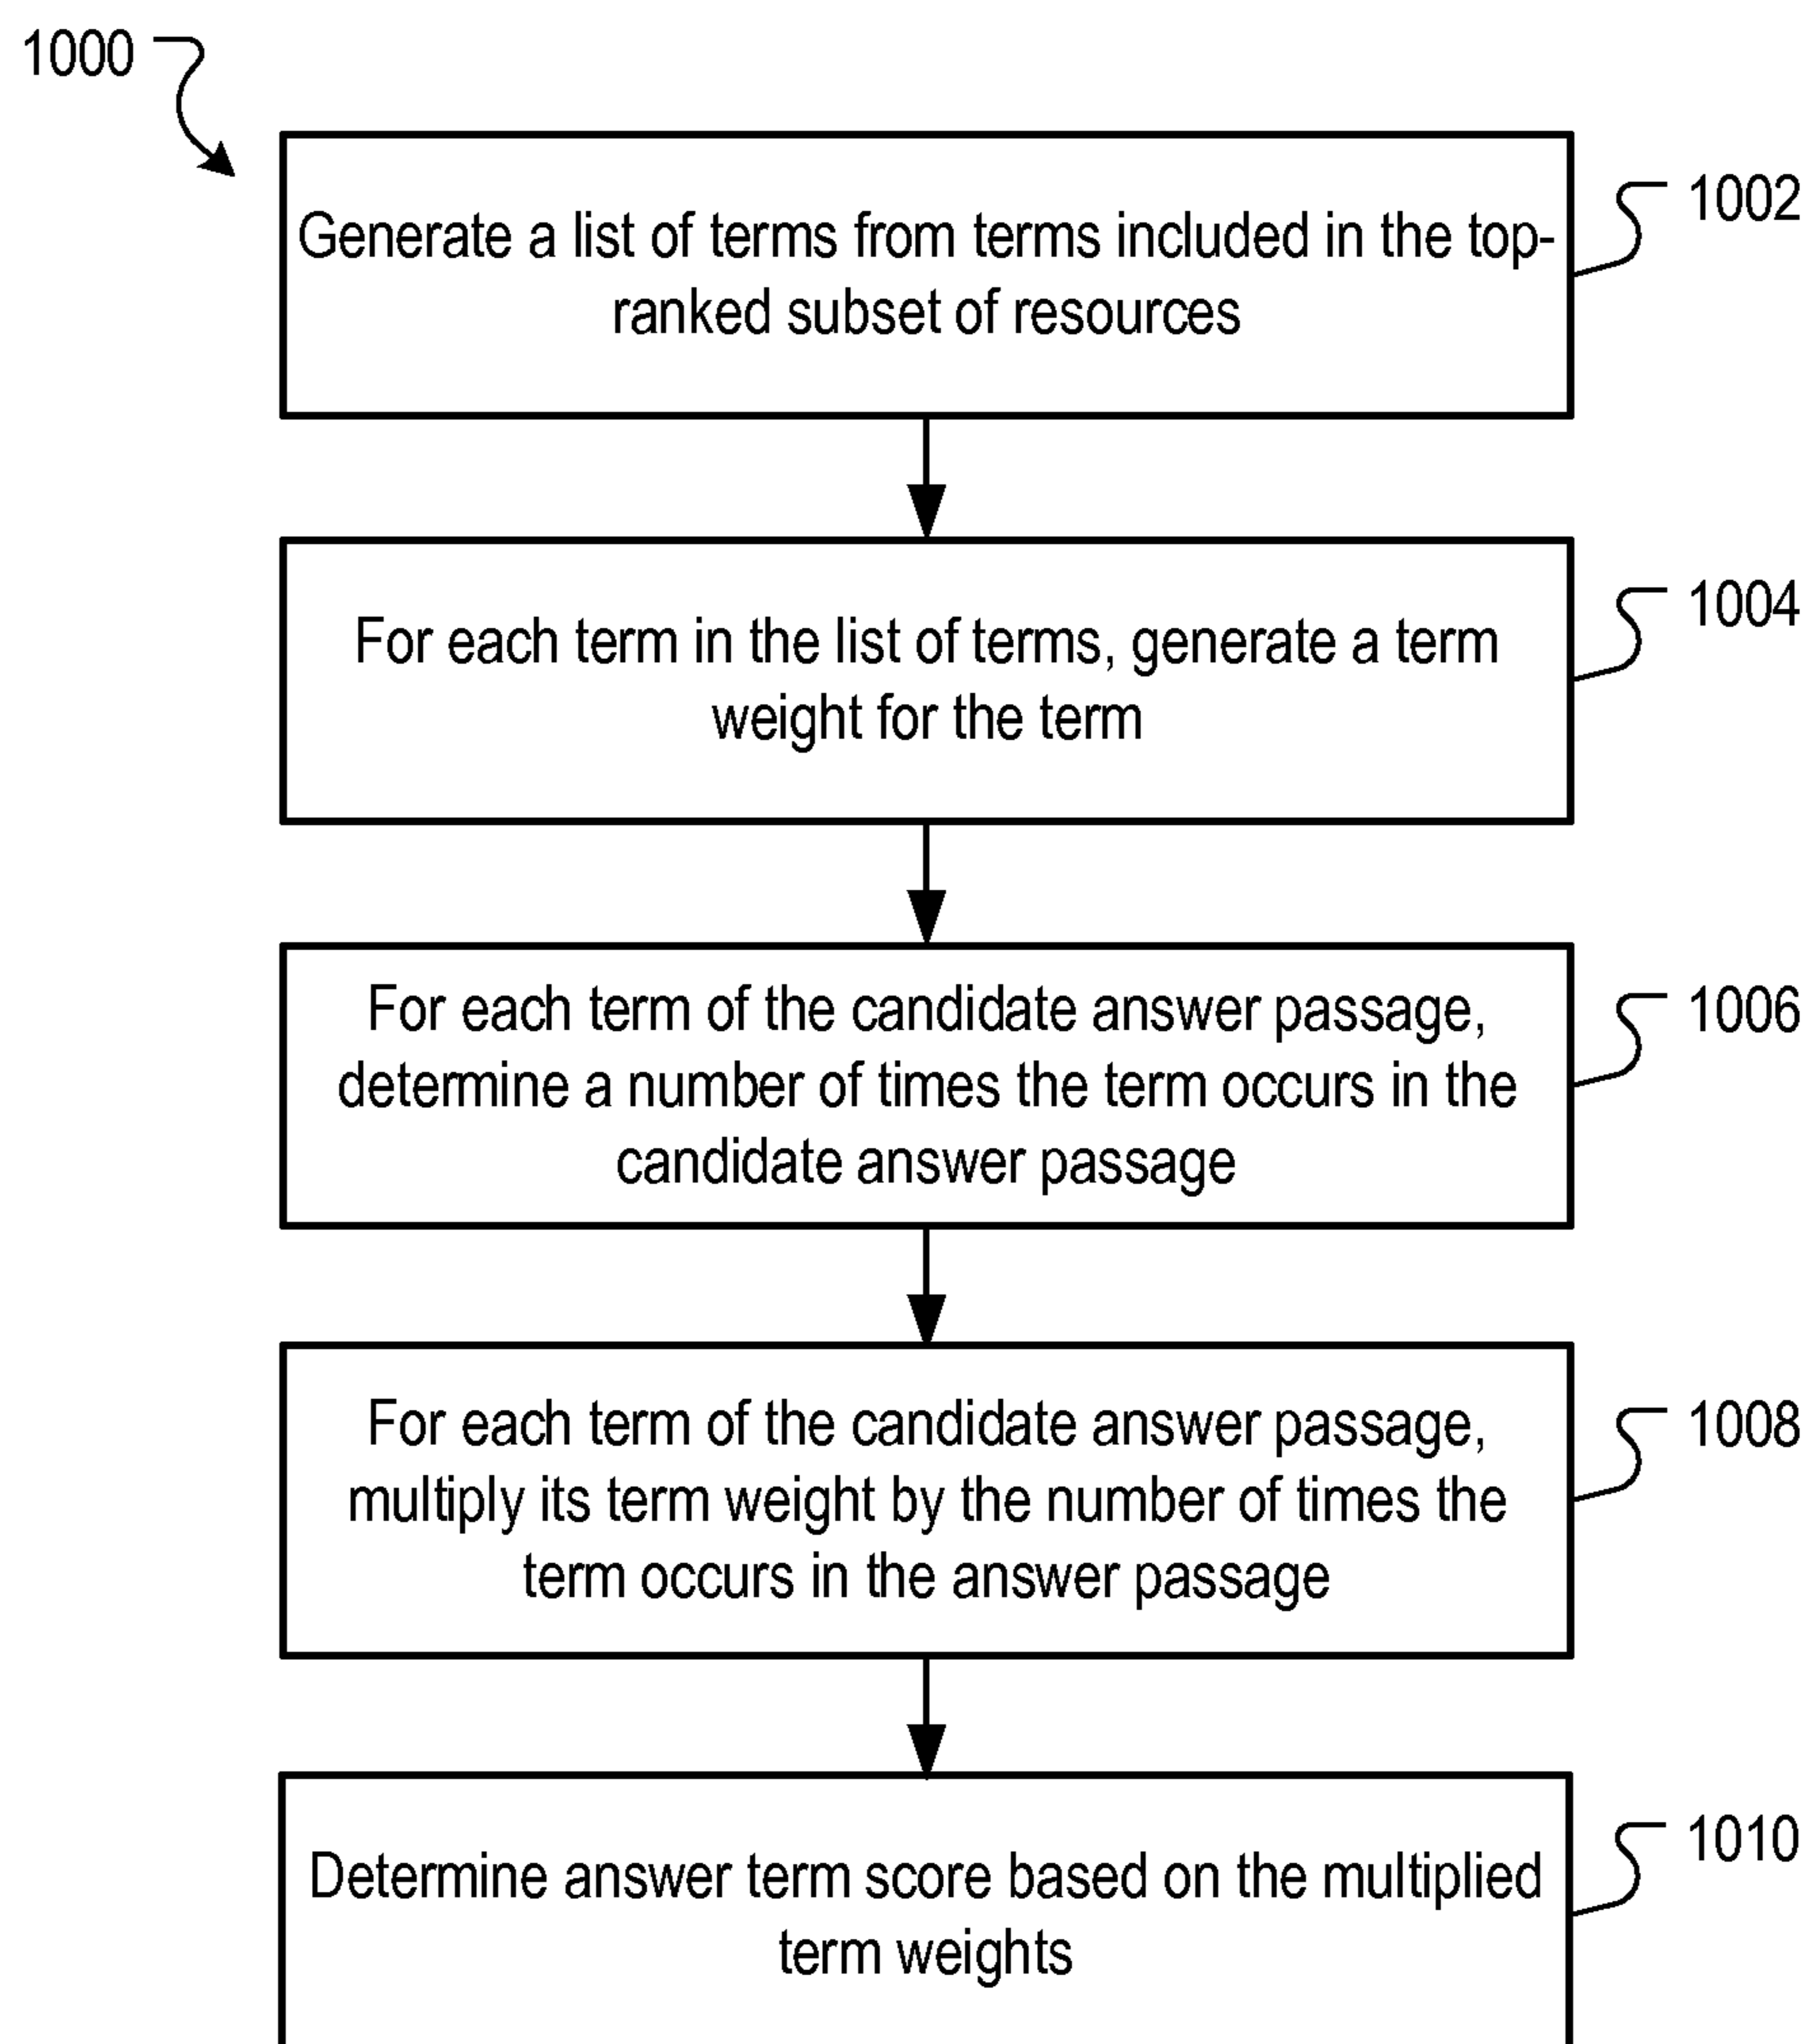 1000
Generate a list of terms from terms included in the top-
ranked subset of resources
1002
For each term in the list of terms, generate a term
weight for the term
1004
For each term of the candidate answer passage,
determine a number of times the term occurs in the
candidate answer passage
1006
For each term of the candidate answer passage,
multiply its term weight by the number of times the
term occurs in the answer passage
1008
Determine answer term score based on the multiplied
term weights
1010